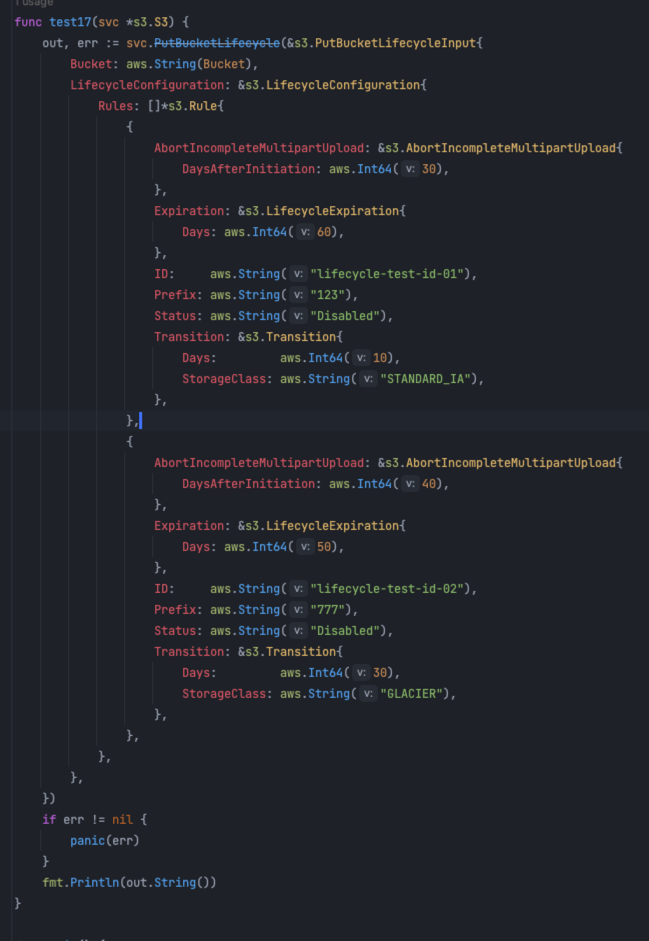 1 usage
func test17(svc *s3.S3) {
    out, err := svc.PutBucketLifecycle(&s3.PutBucketLifecycleInput{
        Bucket: aws.String(Bucket),
        LifecycleConfiguration: &s3.LifecycleConfiguration{
            Rules: []*s3.Rule{
                {
                    AbortIncompleteMultipartUpload: &s3.AbortIncompleteMultipartUpload{
                        DaysAfterInitiation: aws.Int64( v: 30),
                    },
                    Expiration: &s3.LifecycleExpiration{
                        Days: aws.Int64( v: 60),
                    },
                    ID:     aws.String( v: "lifecycle-test-id-01"),
                    Prefix: aws.String( v: "123"),
                    Status: aws.String( v: "Disabled"),
                    Transition: &s3.Transition{
                        Days:         aws.Int64( v: 10),
                        StorageClass: aws.String( v: "STANDARD_IA"),
                    },
                },
                {
                    AbortIncompleteMultipartUpload: &s3.AbortIncompleteMultipartUpload{
                        DaysAfterInitiation: aws.Int64( v: 40),
                    },
                    Expiration: &s3.LifecycleExpiration{
                        Days: aws.Int64( v: 50),
                    },
                    ID:     aws.String( v: "lifecycle-test-id-02"),
                    Prefix: aws.String( v: "777"),
                    Status: aws.String( v: "Disabled"),
                    Transition: &s3.Transition{
                        Days:         aws.Int64( v: 30),
                        StorageClass: aws.String( v: "GLACIER"),
                    },
                },
            },
        },
    })
    if err != nil {
        panic(err)
    }
    fmt.Println(out.String())
}